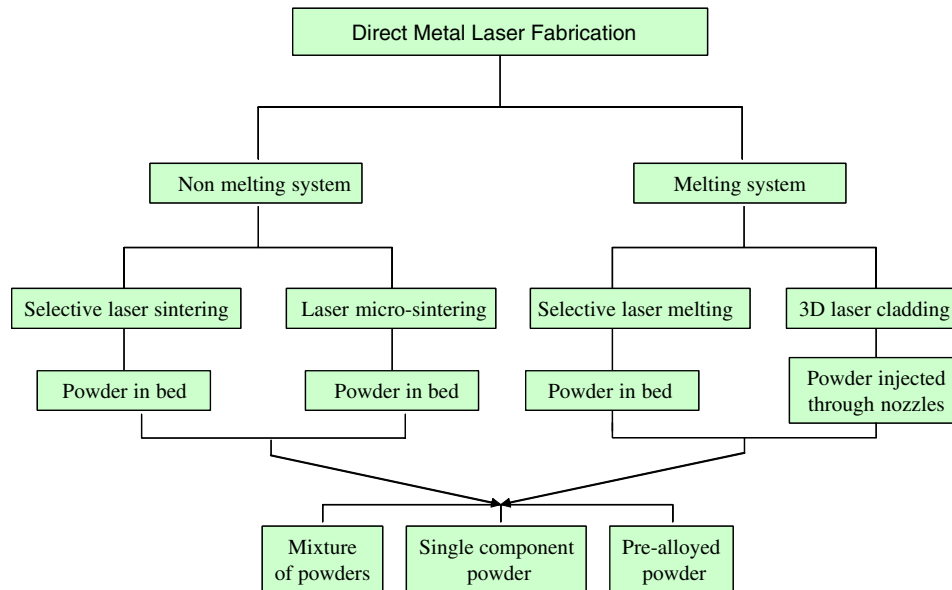 Direct Metal Laser Fabrication
Non melting system
Melting system
Selective laser sintering
Laser micro-sintering
Selective laser melting
3D laser cladding
Powder in bed
Powder in bed
Powder in bed
Powder injected
through nozzles
Mixture
of powders
Single component
powder
Pre-alloyed
powder